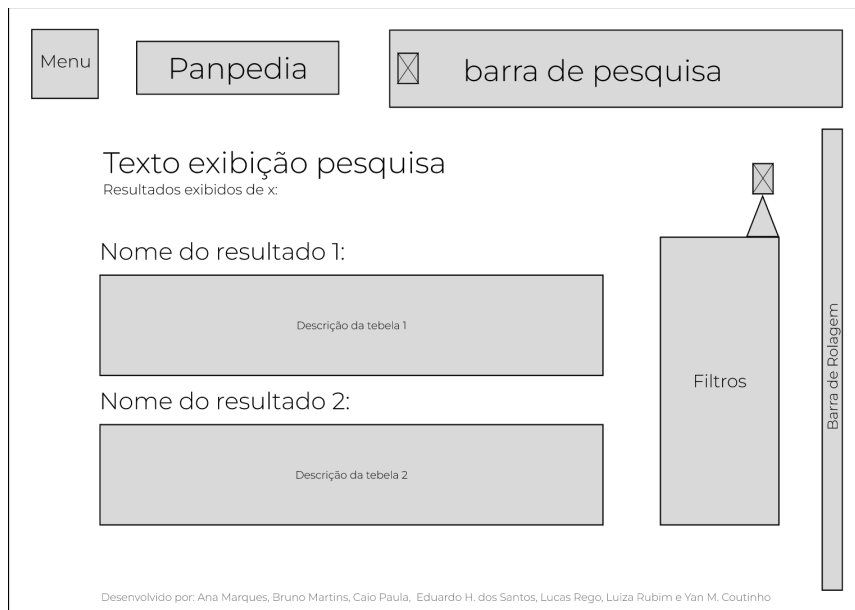 Menu
Panpedia
barra de pesquisa
Texto exibição pesquisa
Resultados exibidos de x:
Nome do resultado 1:
Descrição da tebela 1
Filtros
Barra de Rolagem
Nome do resultado 2:
Descrição da tebela 2
Desenvolvido por: Ana Marques, Bruno Martins, Caio Paula, Eduardo H. dos Santos, Lucas Rego, Luiza Rubim e Yan M. Coutinho